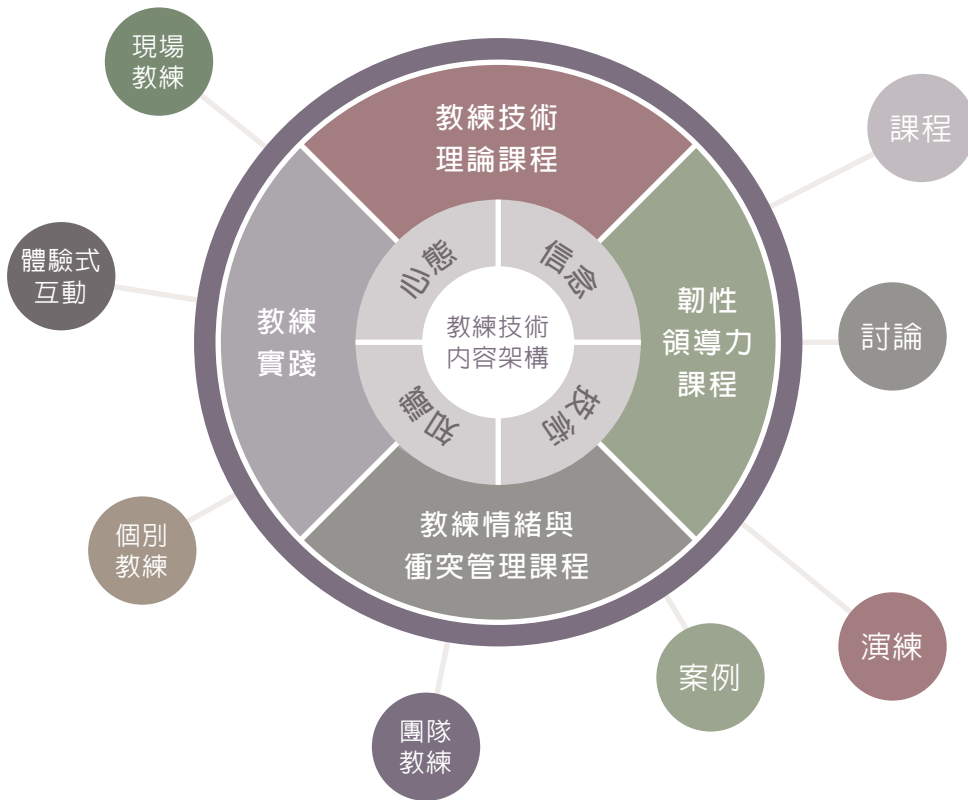 現場
教練
教練技術
理論課程
課程
心態
信念
體驗式
互動
教練
實踐
教練技術
内容架構
韌性
領導力
課程
討論
知識
技術
個別
教練
教練情緒與
衝突管理課程
演練
案例
團隊
教練